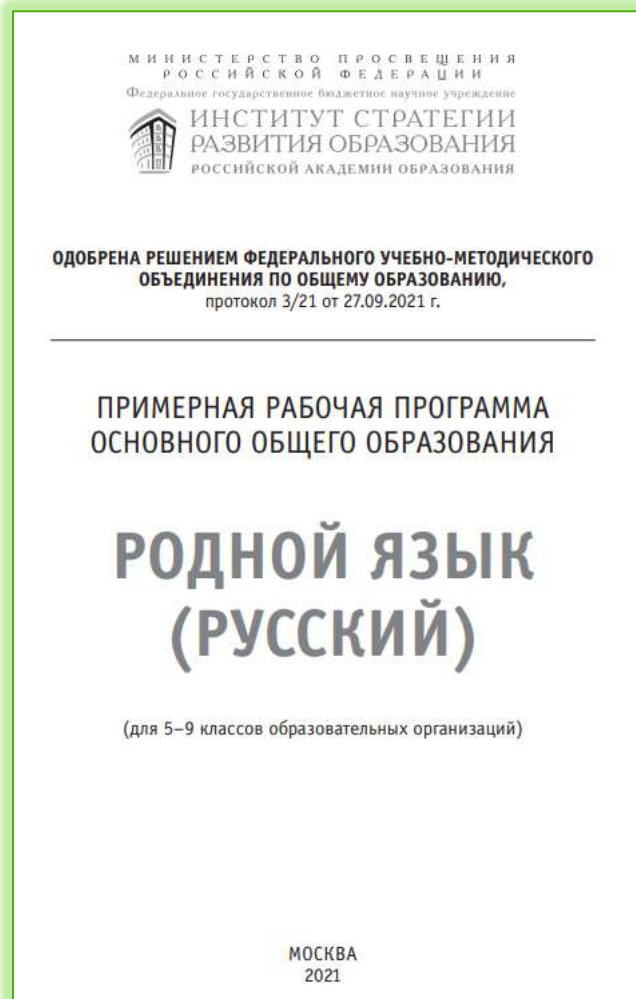 МИНИСТЕРСТВО ПРОСВЕЩЕНИЯ
РОССИЙСКОЙ ФЕДЕРАЦИИ
Федеральное государственное бюджетное научное учреждение
ИНСТИТУТ СТРАТЕГИИ
РАЗВИТИЯ ОБРАЗОВАНИЯ
РОССИЙСКОЙ АКАДЕМИИ ОБРАЗОВАНИЯ
ОДОБРЕНА РЕШЕНИЕМ ФЕДЕРАЛЬНОГО УЧЕБНО-МЕТОДИЧЕСКОГО
ОБЪЕДИНЕНИЯ ПО ОБЩЕМУ ОБРАЗОВАНИЮ,
протокол 3/21 от 27.09.2021 г.
ПРИМЕРНАЯ РАБОЧАЯ ПРОГРАММА
ОСНОВНОГО ОБЩЕГО ОБРАЗОВАНИЯ
РОДНОЙ ЯЗЫК
(РУССКИЙ)
(для 5–9 классов образовательных организаций)
МОСКВА
2021